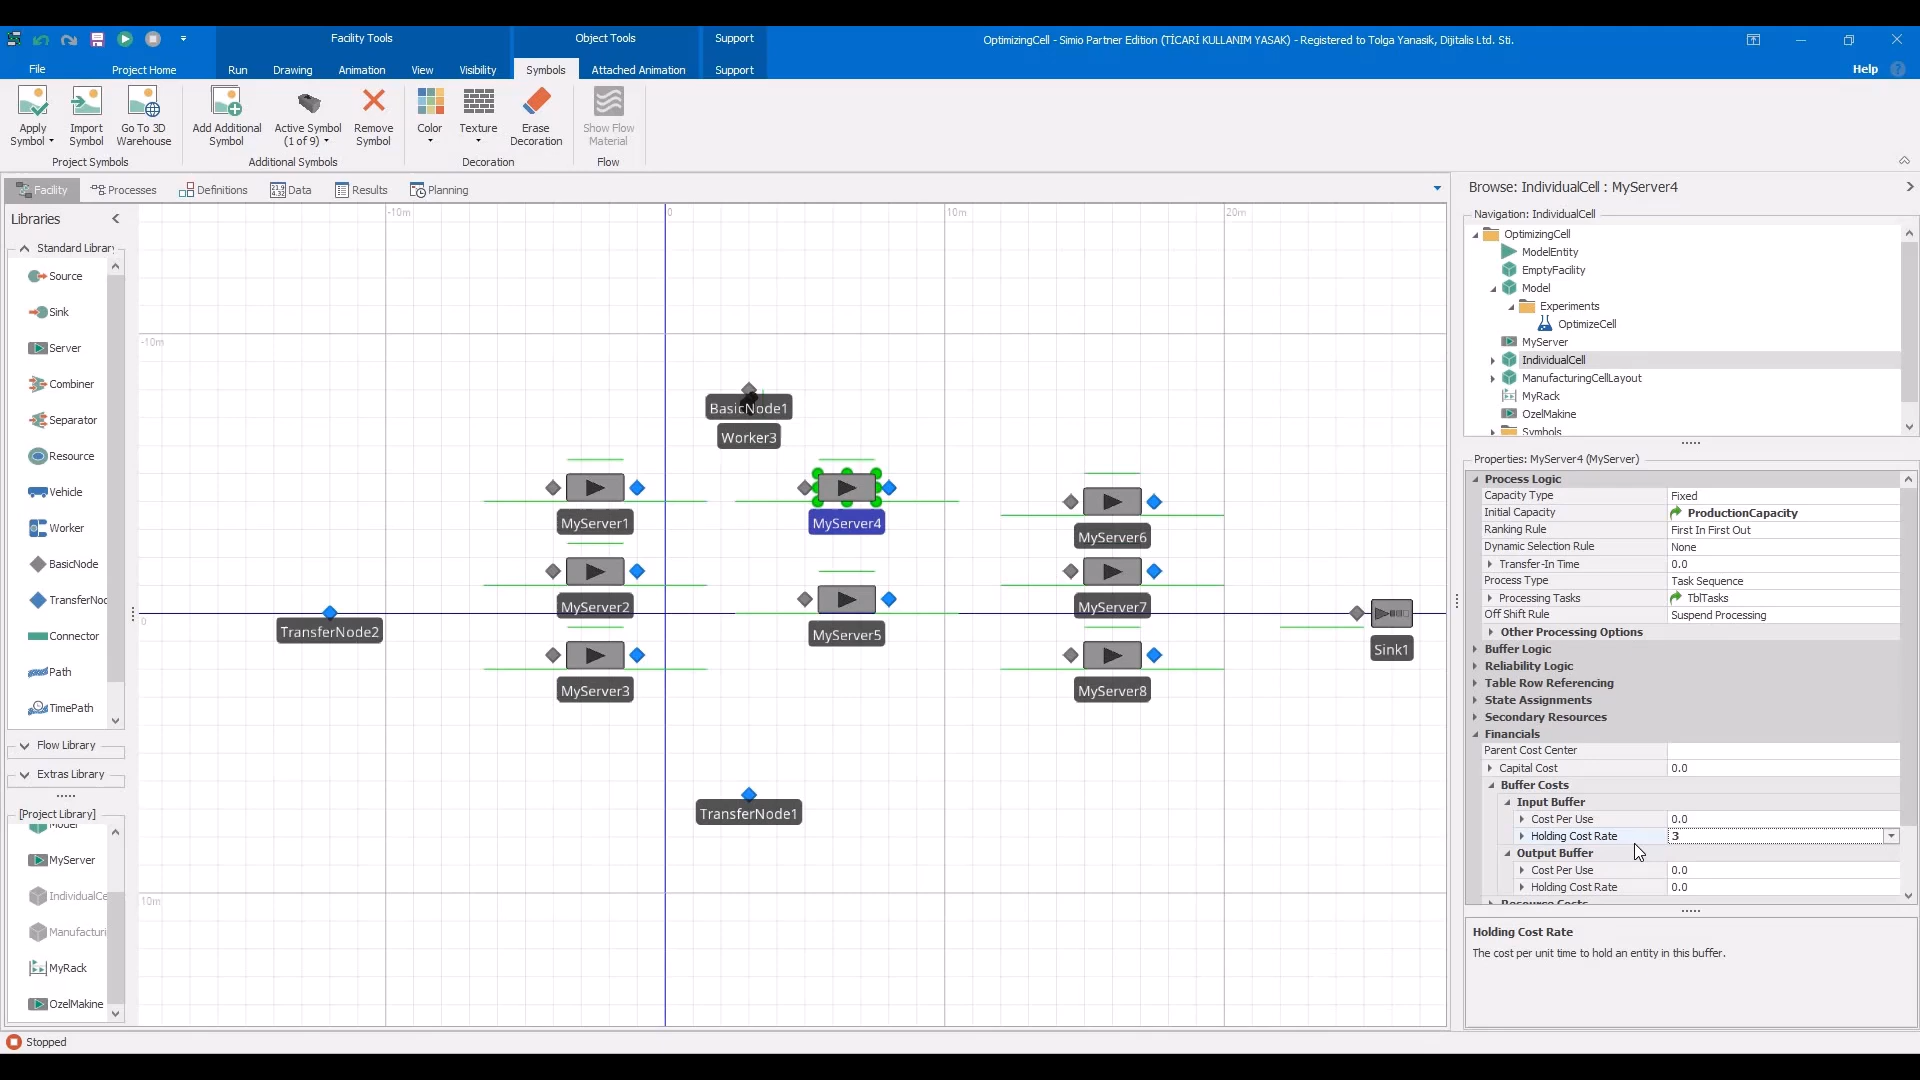 Facility Tools
Object Tools
Support
OptimizingCell - Simio Partner Edition (TİCARİ KULLANIM YASAK) - Registered to Tolga Yanasik, Dijitalis Ltd. Sti.
File
Project Home
Run
Drawing
Animation
View
Visibility
Symbols
Attached Animation
Support
Help
Apply Symbol
Import Symbol
Go To 3D Warehouse
Add Additional Symbol
Active Symbol (1 of 9)
Remove Symbol
Color
Texture
Erase Decoration
Show Flow Material
Project Symbols
Additional Symbols
Decoration
Flow
Facility
Processes
Definitions
Data
Results
Planning
Libraries
Standard Library
Source
Sink
Server
Combiner
Separator
Resource
Vehicle
Worker
BasicNode
TransferNoc
Connector
Path
TimePath
Flow Library
Extras Library
[Project Library]
Model
MyServer
IndividualCe
Manufacturi
MyRack
OzelMakine
-10m
0
10m
20m
-10m
0
10m
BasicNode1
Worker3
MyServer1
MyServer4
MyServer6
MyServer2
MyServer7
MyServer5
TransferNode2
Sink1
MyServer3
MyServer8
TransferNode1
Browse: IndividualCell : MyServer4
Navigation: IndividualCell
OptimizingCell
ModelEntity
EmptyFacility
Model
Experiments
OptimizeCell
MyServer
IndividualCell
ManufacturingCellLayout
MyRack
OzelMakine
Symbols
Properties: MyServer4 (MyServer)
Process Logic
Capacity Type Fixed
Initial Capacity ProductionCapacity
Ranking Rule First In First Out
Dynamic Selection Rule None
Transfer-In Time 0.0
Process Type Task Sequence
Processing Tasks TblTasks
Off Shift Rule Suspend Processing
Other Processing Options
Buffer Logic
Reliability Logic
Table Row Referencing
State Assignments
Secondary Resources
Financials
Parent Cost Center
Capital Cost 0.0
Buffer Costs
Input Buffer
Cost Per Use 0.0
Holding Cost Rate 3
Output Buffer
Cost Per Use 0.0
Holding Cost Rate 0.0
Resource Costs
Holding Cost Rate
The cost per unit time to hold an entity in this buffer.
Stopped